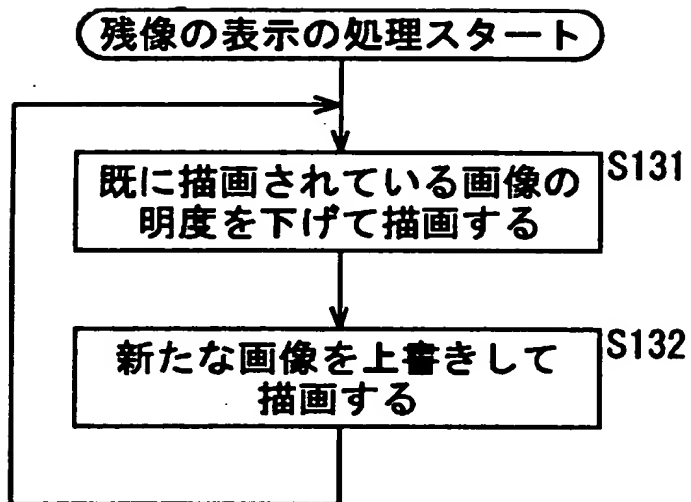 残像の表示の処理スタート
既に描画されている画像の
明度を下げて描画する
S131
新たな画像を上書きして
描画する
S132